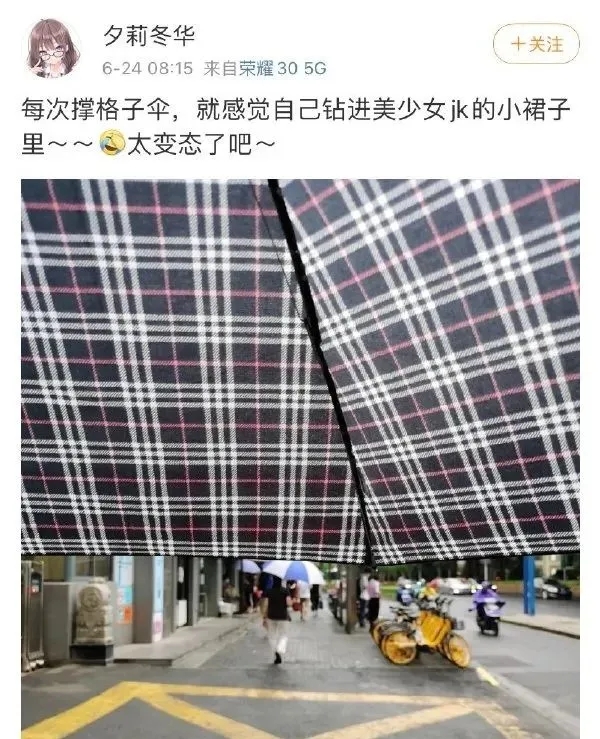 夕莉冬华
+关注
6-24 08:15 来自荣耀30 5G
每次撑格子伞，就感觉自己钻进美少女jk的小裙子
里～～🤣太变态了吧～